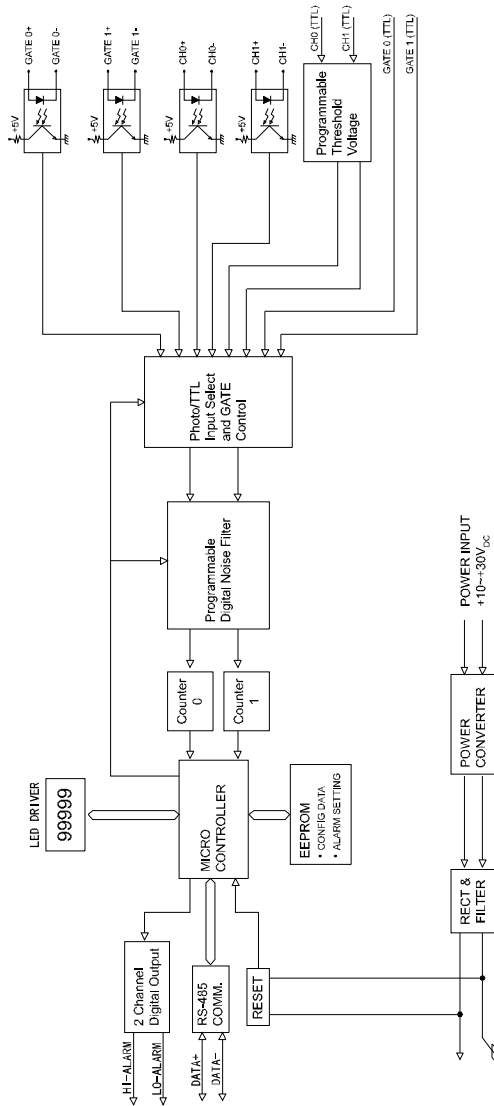 GATE 0+
GATE 0-
+5V
GATE 1+
GATE 1-
+5V
CH0+
CH0-
+5V
CH1+
CH1-
+5V
CH0 (TTL)
CH1 (TTL)
GATE 0 (TTL)
GATE 1 (TTL)
Programmable
Threshold
Voltage
Photo/TTL
Input Select
and GATE
Control
Programmable
Digital Noise Filter
Counter
0
Counter
1
LED DRIVER
99999
MICRO
CONTROLLER
EEPROM
• CONFIG DATA
• ALARM SETTING
2 Channel
Digital Output
HI-ALARM
LO-ALARM
RS-485
COMM.
DATA+
DATA-
RESET
POWER INPUT
+10~+30VDC
POWER
CONVERTER
RECT &
FILTER